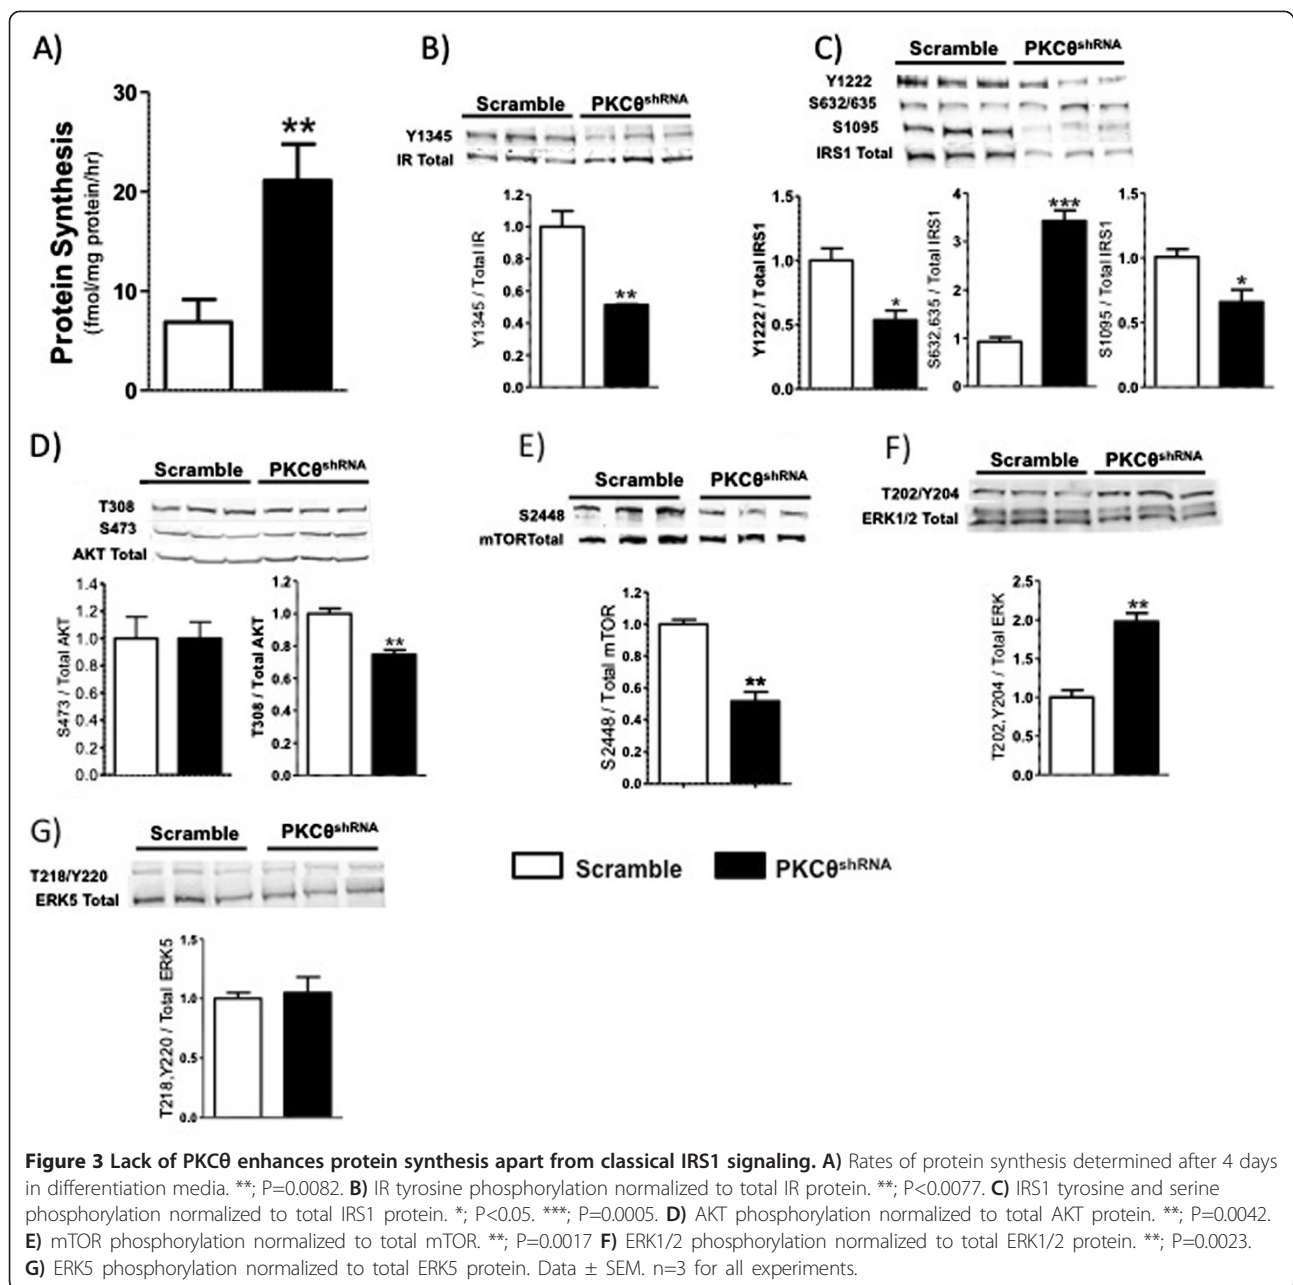 A)
Protein Synthesis
(fmol/mg protein/hr)
30
20
10
0
**
B)
Scramble PKCθshRNA
Y1345
IR Total
Y1345 / Total IR
1.2
1.0
0.8
0.6
0.4
0.2
0.0
**
C)
Scramble PKCθshRNA
Y1222
S632/635
S1095
IRS1 Total
Y1222 / Total IRS1
1.5
1.0
0.5
0.0
*
S632,635 / Total IRS1
4
3
2
1
0
***
S1095 / Total IRS1
1.5
1.0
0.5
0.0
*
D)
Scramble PKCθshRNA
T308
S473
AKT Total
S473 / Total AKT
1.4
1.2
1.0
0.8
0.6
0.4
0.2
0.0
T308 / Total AKT
1.2
1.0
0.8
0.6
0.4
0.2
0.0
**
E)
Scramble PKCθshRNA
S2448
mTORTotal
S2448 / Total mTOR
1.2
1.0
0.8
0.6
0.4
0.2
0.0
**
F)
Scramble PKCθshRNA
T202/Y204
ERK1/2 Total
T202,Y204 / Total ERK
2.5
2.0
1.5
1.0
0.5
0.0
**
G)
Scramble PKCθshRNA
T218/Y220
ERK5 Total
T218,Y220 / Total ERK5
1.5
1.0
0.5
0.0
Scramble PKCθshRNA
Figure 3 Lack of PKCθ enhances protein synthesis apart from classical IRS1 signaling. A) Rates of protein synthesis determined after 4 days
in differentiation media. **; P=0.0082. B) IR tyrosine phosphorylation normalized to total IR protein. **; P<0.0077. C) IRS1 tyrosine and serine
phosphorylation normalized to total IRS1 protein. *; P<0.05. ***; P=0.0005. D) AKT phosphorylation normalized to total AKT protein. **; P=0.0042.
E) mTOR phosphorylation normalized to total mTOR. **; P=0.0017 F) ERK1/2 phosphorylation normalized to total ERK1/2 protein. **; P=0.0023.
G) ERK5 phosphorylation normalized to total ERK5 protein. Data ± SEM. n=3 for all experiments.